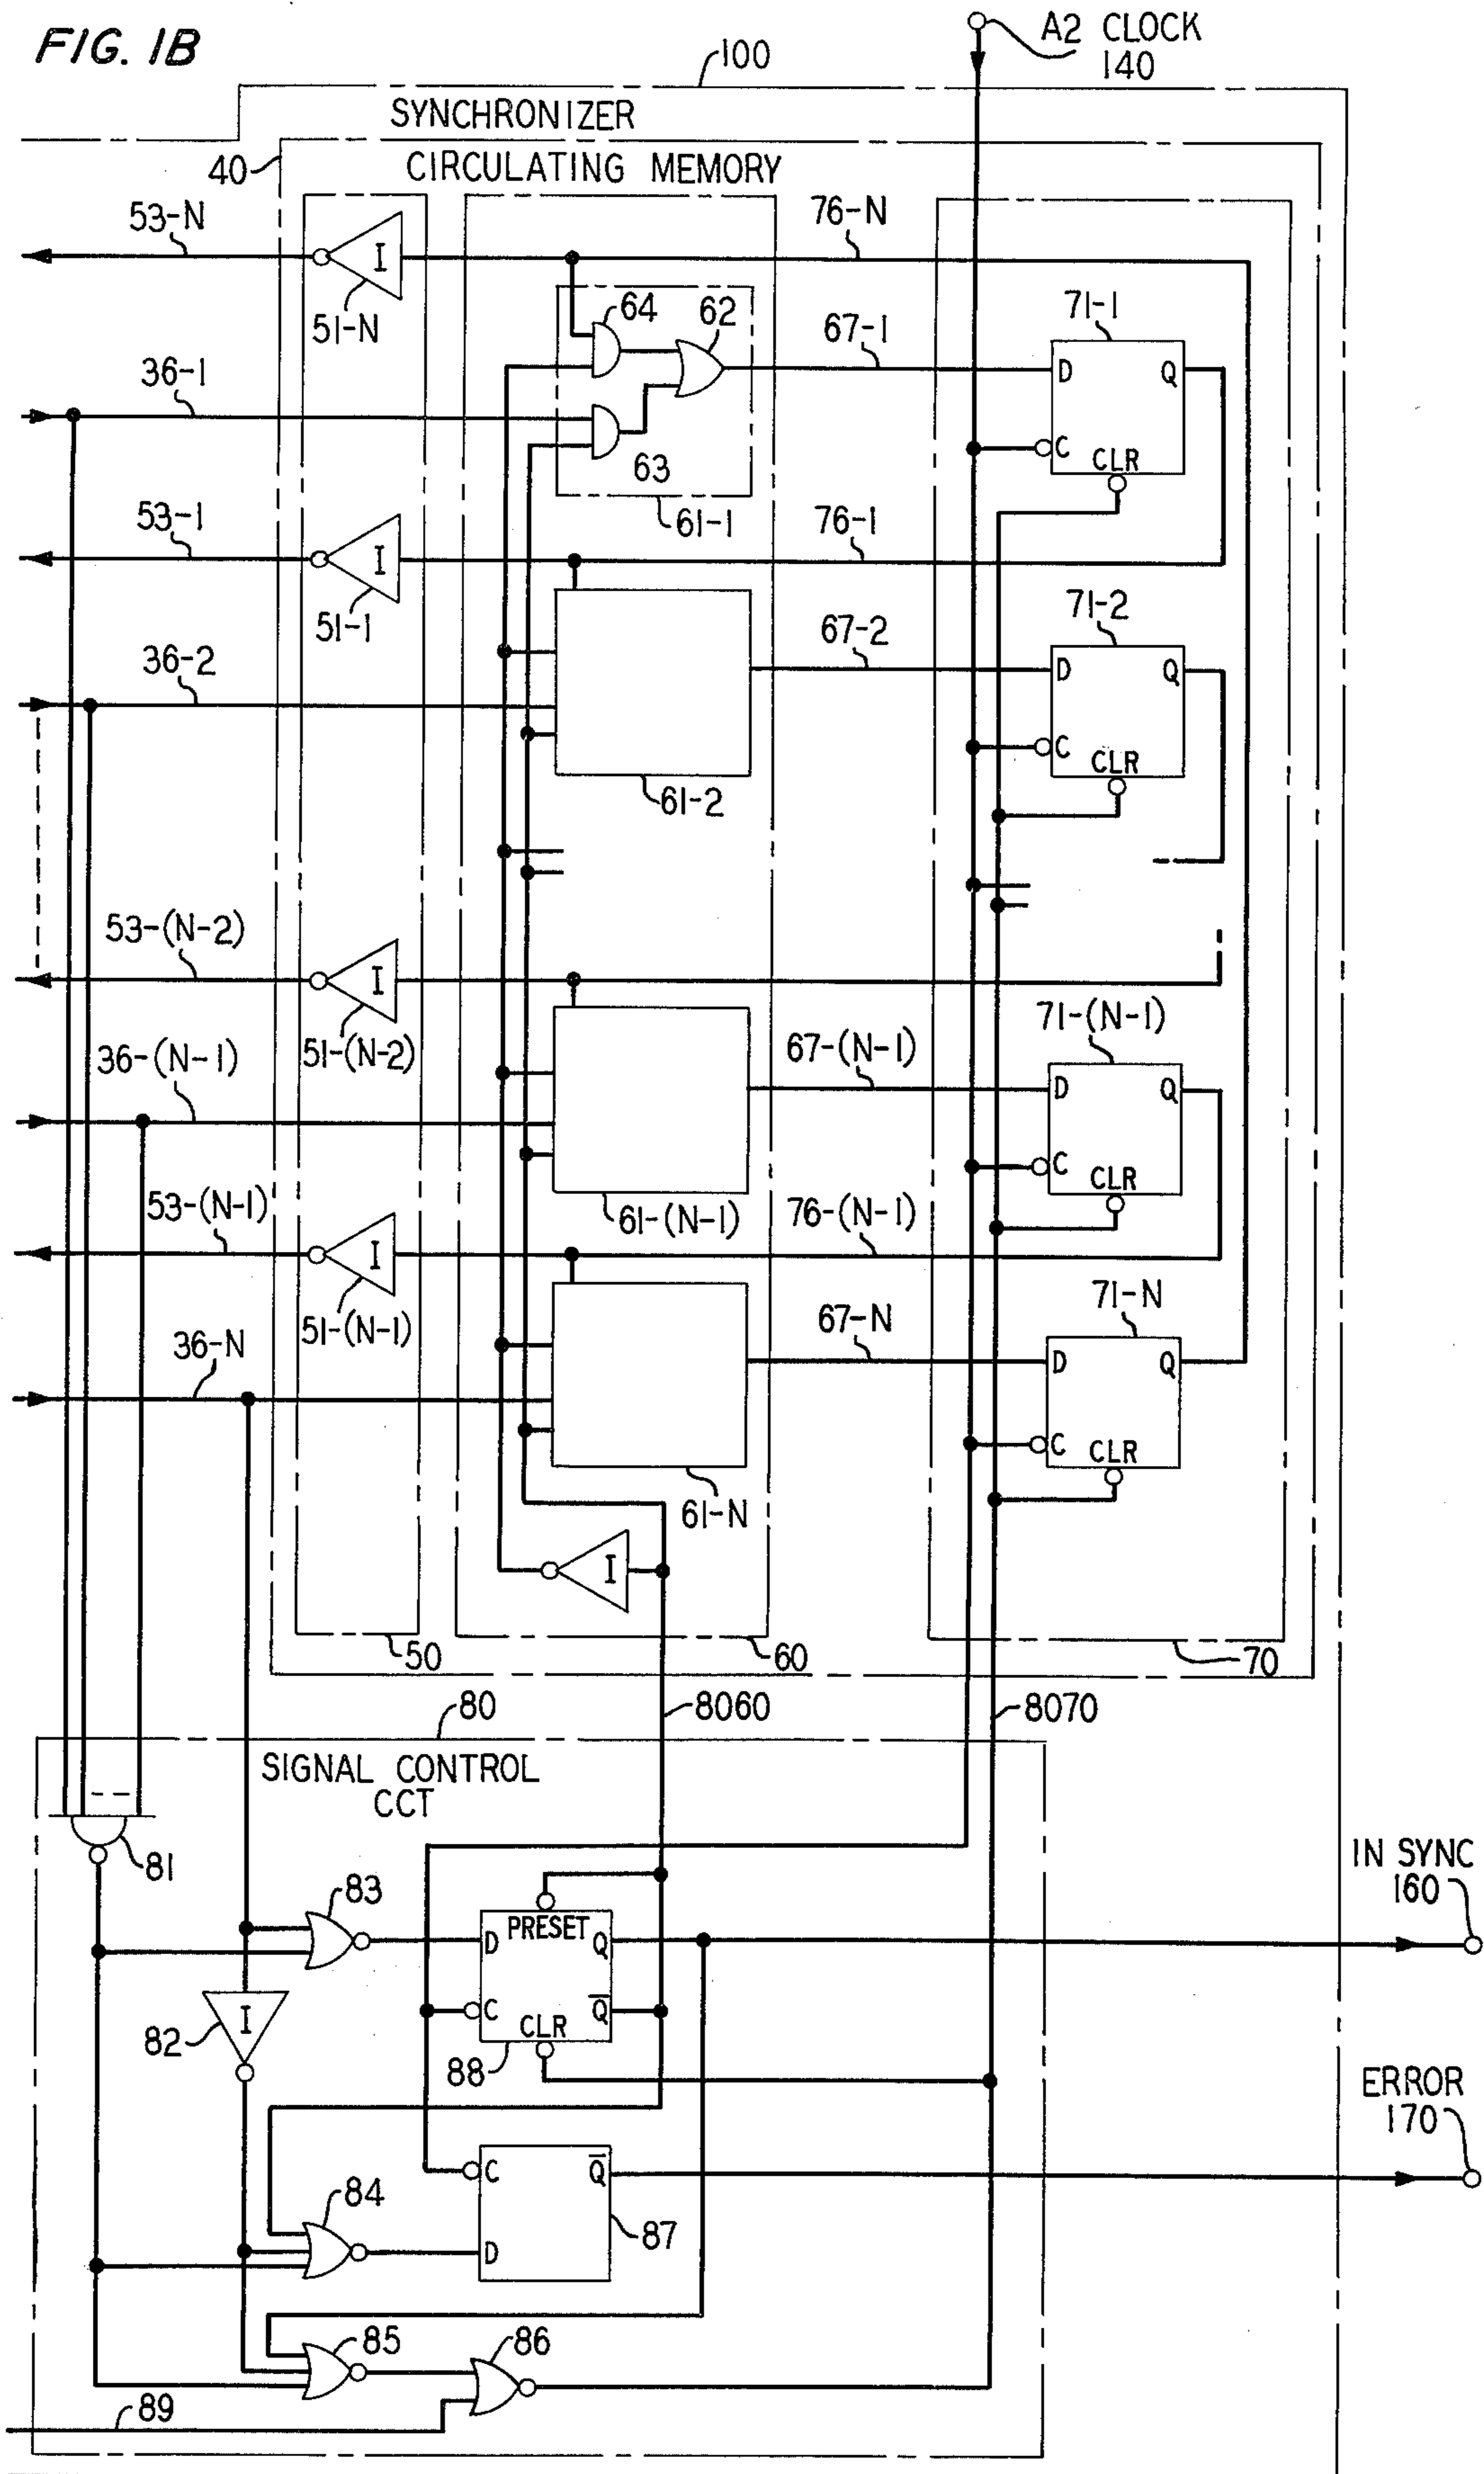 FIG. 1B
A2 CLOCK
140
100
SYNCHRONIZER
40
CIRCULATING MEMORY
53-N
76-N
I
51-N
64
62
67-1
71-1
36-1
D
Q
C
CLR
63
61-1
53-1
76-1
I
51-1
71-2
36-2
67-2
D
Q
C
CLR
61-2
53-(N-2)
I
51-(N-2)
71-(N-1)
36-(N-1)
67-(N-1)
D
Q
C
CLR
53-(N-1)
61-(N-1)
76-(N-1)
I
51-(N-1)
71-N
36-N
67-N
D
Q
C
CLR
61-N
I
50
60
70
80
8060
8070
SIGNAL CONTROL
CCT
81
83
PRESET
D
Q
IN SYNC
160
I
82
C
Q̅
CLR
88
ERROR
170
84
C
Q̅
87
D
85
86
89